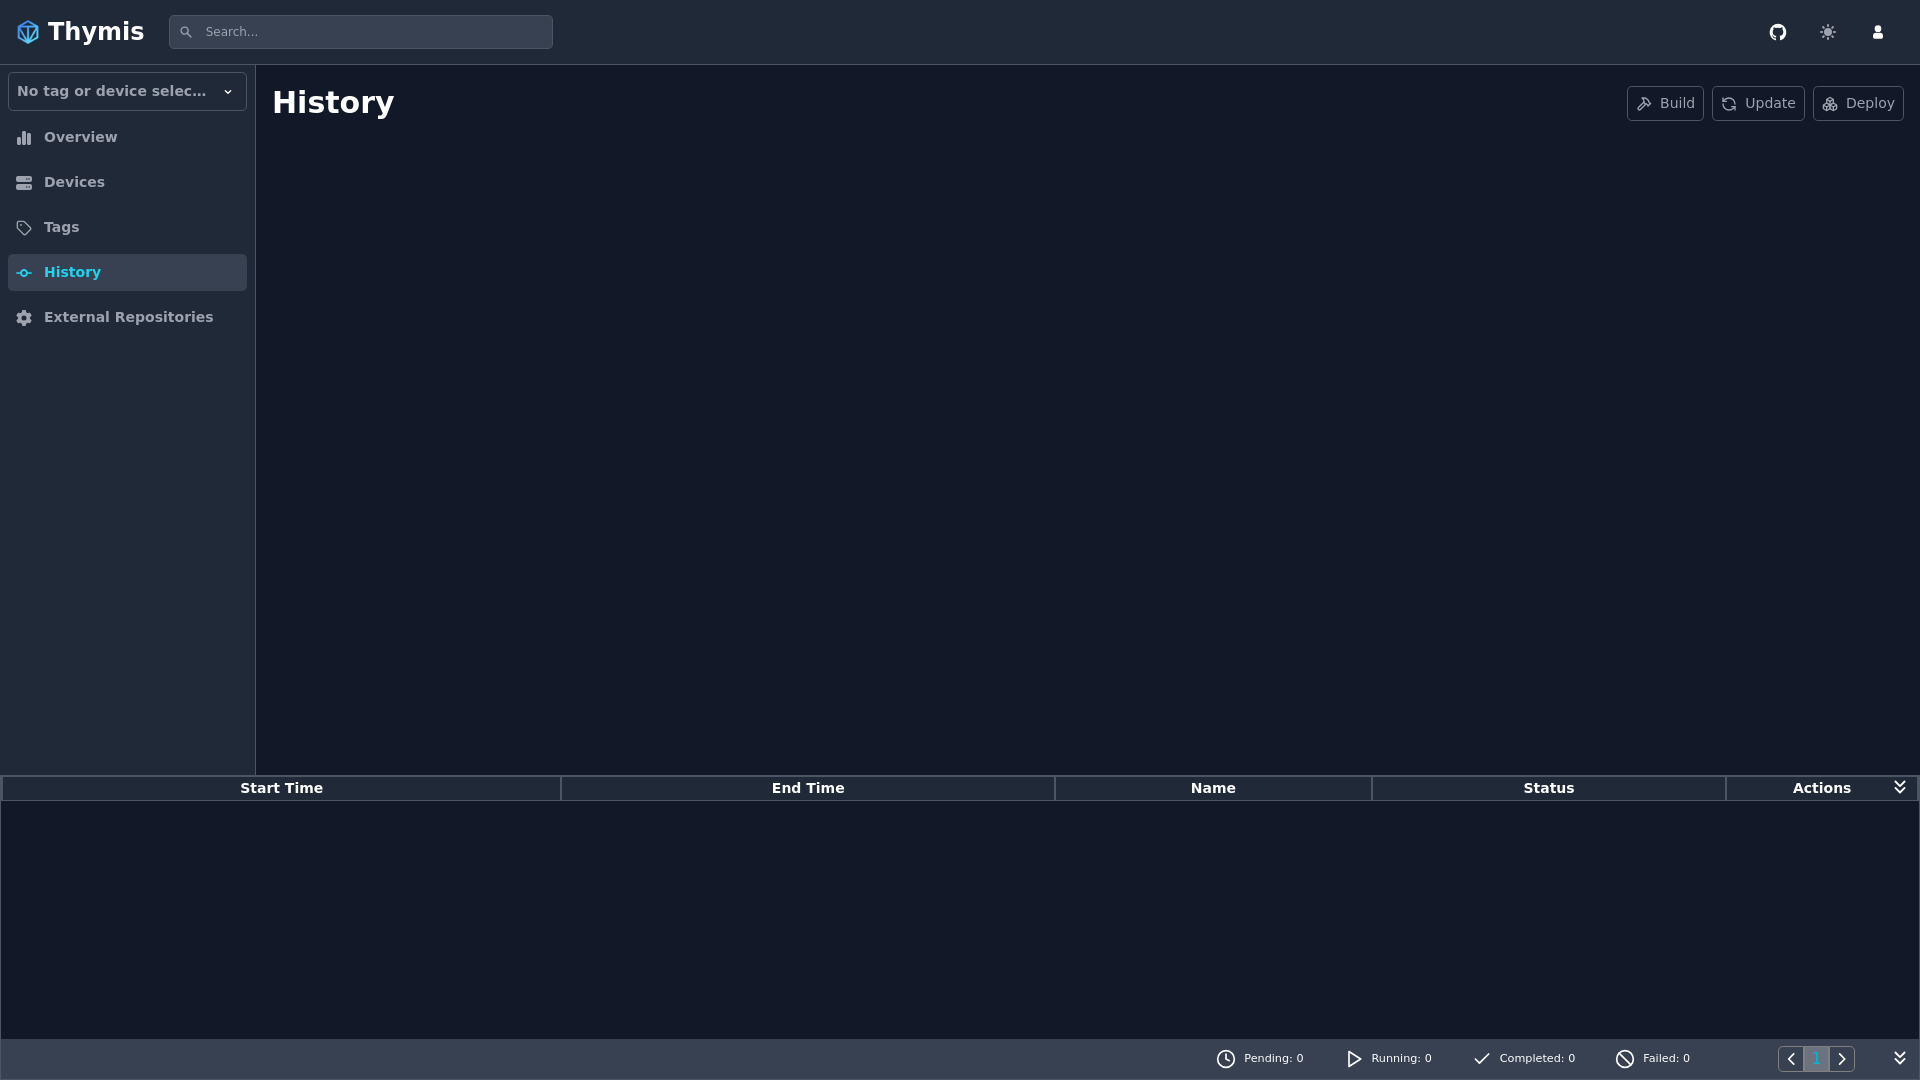 Thymis
Search...
No tag or device selec...
Overview
Devices
Tags
History
External Repositories
History
Build
Update
Deploy
Start Time
End Time
Name
Status
Actions
Pending: 0
Running: 0
Completed: 0
Failed: 0
1